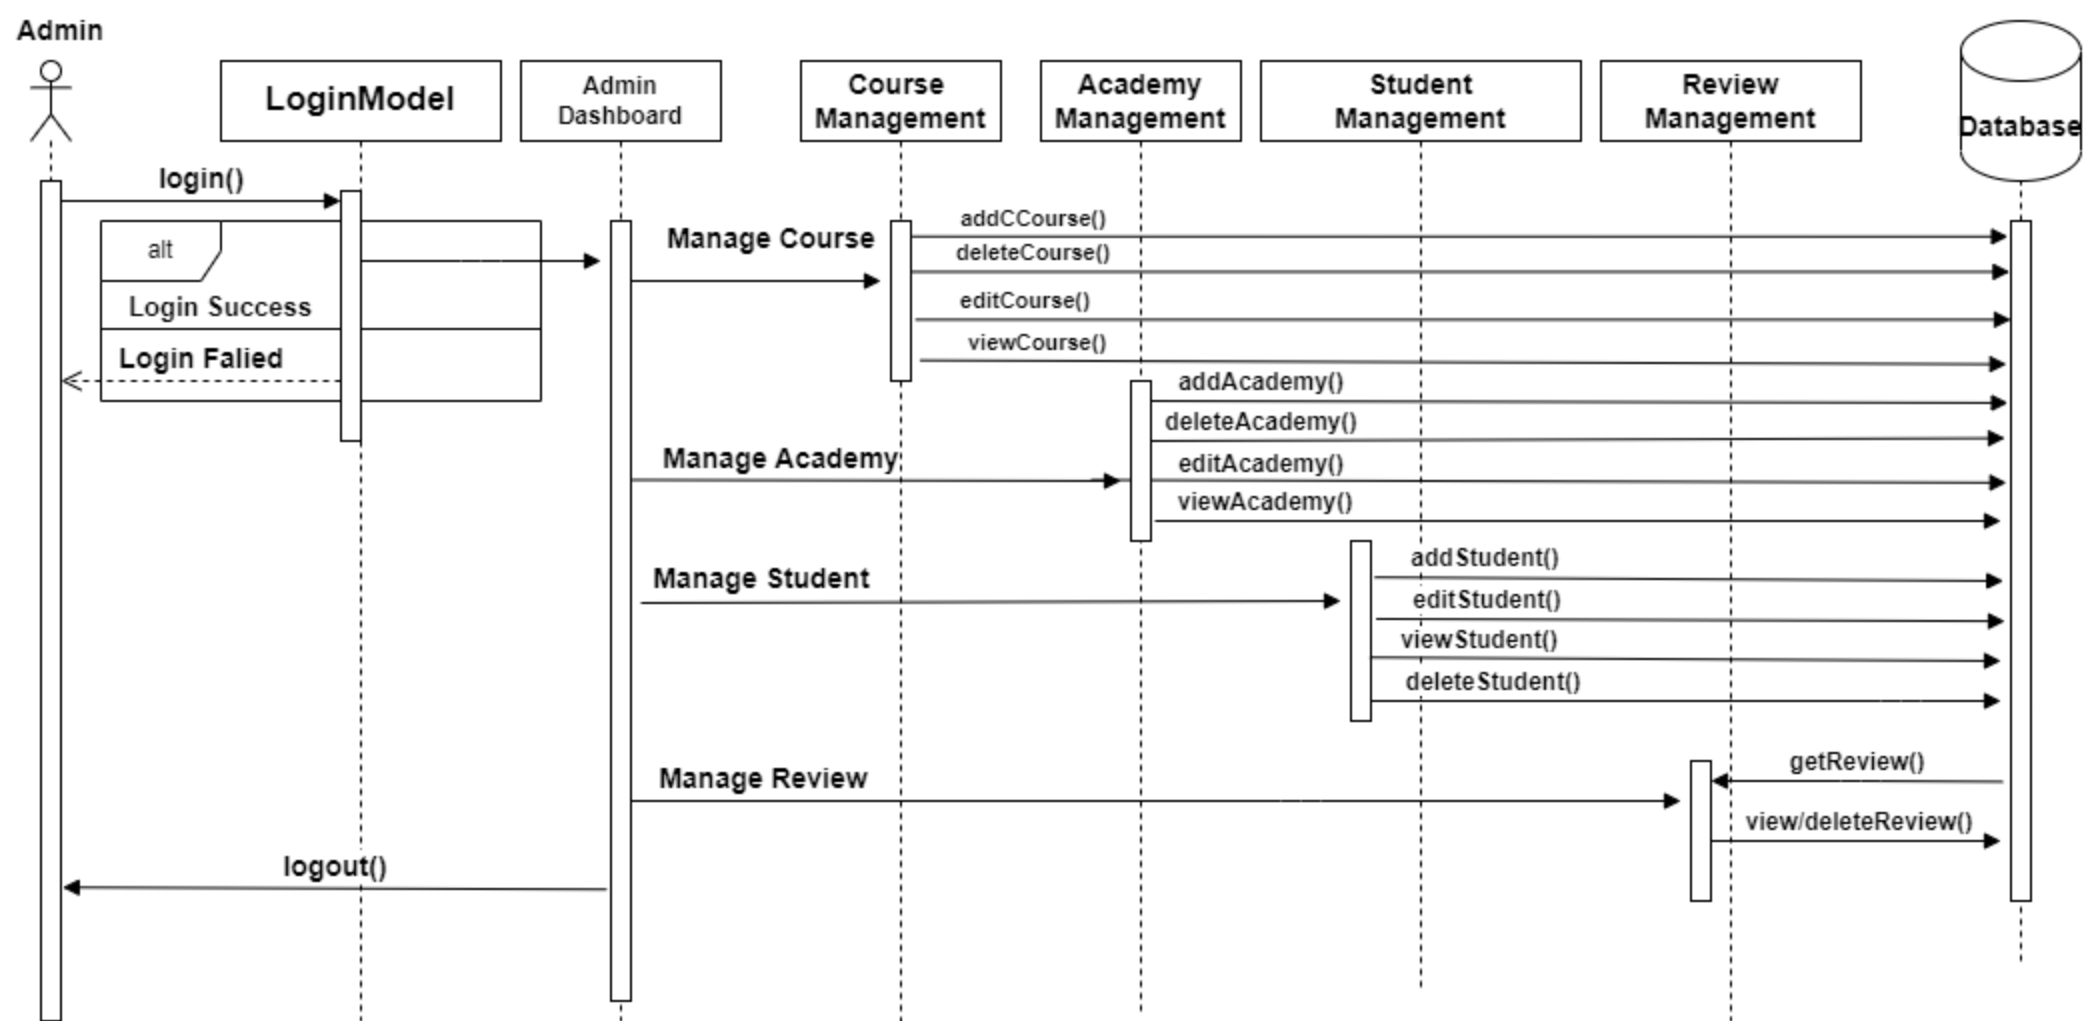 Admin
LoginModel
Admin
Dashboard
Course
Management
Academy
Management
Student
Management
Review
Management
Database
login()
alt
Login Success
Login Falied
Manage Course
addCCourse()
deleteCourse()
editCourse()
viewCourse()
addAcademy()
deleteAcademy()
Manage Academy
editAcademy()
viewAcademy()
addStudent()
Manage Student
editStudent()
viewStudent()
deleteStudent()
getReview()
Manage Review
view/deleteReview()
logout()